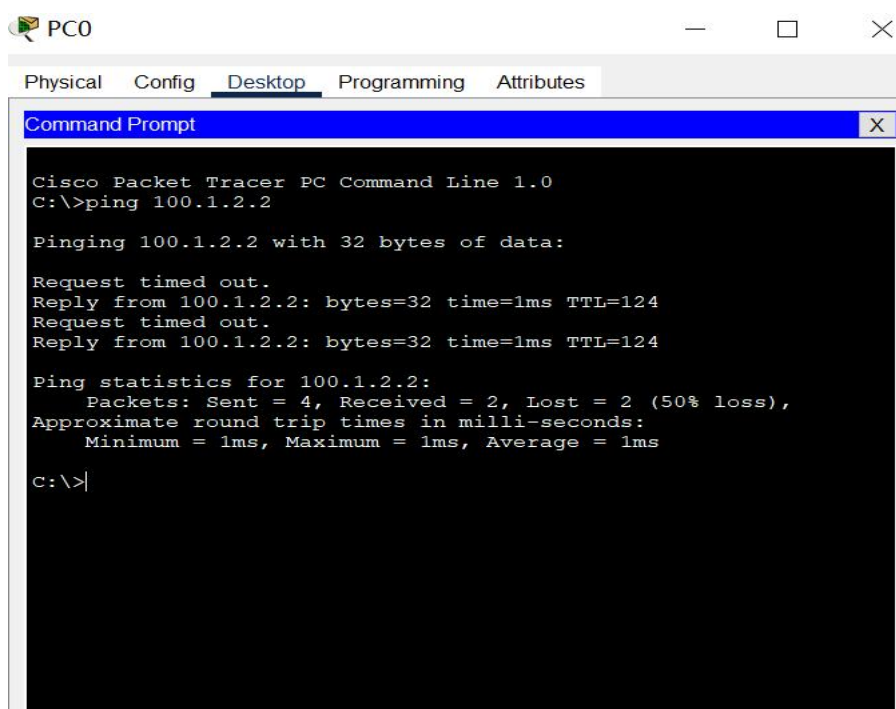 PC0
Physical Config Desktop Programming Attributes
Command Prompt X
Cisco Packet Tracer PC Command Line 1.0
C:\>ping 100.1.2.2
Pinging 100.1.2.2 with 32 bytes of data:
Request timed out.
Reply from 100.1.2.2: bytes=32 time=1ms TTL=124
Request timed out.
Reply from 100.1.2.2: bytes=32 time=1ms TTL=124
Ping statistics for 100.1.2.2:
Packets: Sent = 4, Received = 2, Lost = 2 (50% loss),
Approximate round trip times in milli-seconds:
Minimum = 1ms, Maximum = 1ms, Average = 1ms
C:\>